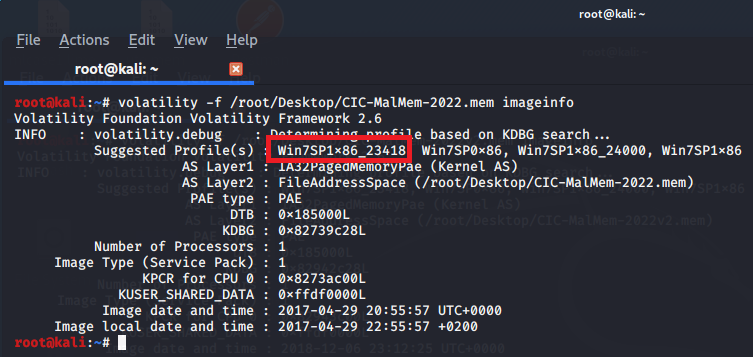 root@kali: ~
File Actions Edit View Help
root@kali: ~
root@kali:~# volatility -f /root/Desktop/CIC-MalMem-2022.mem imageinfo
Volatility Foundation Volatility Framework 2.6
INFO    : volatility.debug    : Determining profile based on KDBG search...
Suggested Profile(s) : Win7SP1x86_23418, Win7SP0x86, Win7SP1x86_24000, Win7SP1x86
AS Layer1 : IA32PagedMemoryPae (Kernel AS)
AS Layer2 : FileAddressSpace (/root/Desktop/CIC-MalMem-2022.mem)
PAE type : PAE
DTB : 0x185000L
KDBG : 0x82739c28L
Number of Processors : 1
Image Type (Service Pack) : 1
KPCR for CPU 0 : 0x8273ac00L
KUSER_SHARED_DATA : 0xffdf0000L
Image date and time : 2017-04-29 20:55:57 UTC+0000
Image local date and time : 2017-04-29 22:55:57 +0200
root@kali:~#